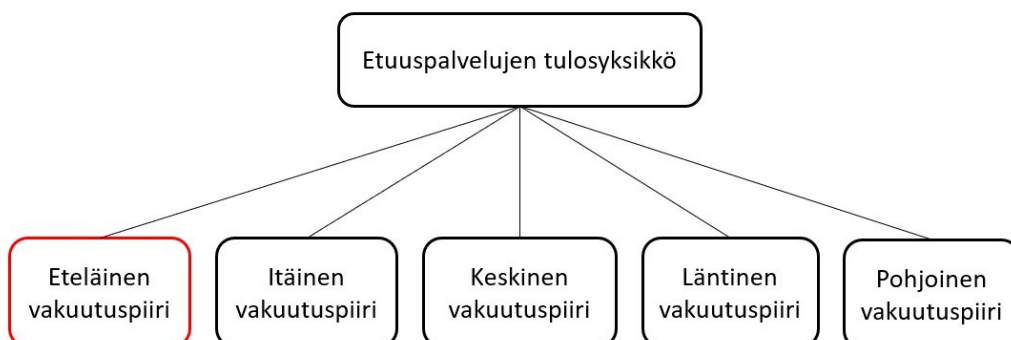 Etuuspalvelujen tulosyksikkö
Eteläinen
vakuutuspiiri
Itäinen
vakuutuspiiri
Keskinen
vakuutuspiiri
Läntinen
vakuutuspiiri
Pohjoinen
vakuutuspiiri